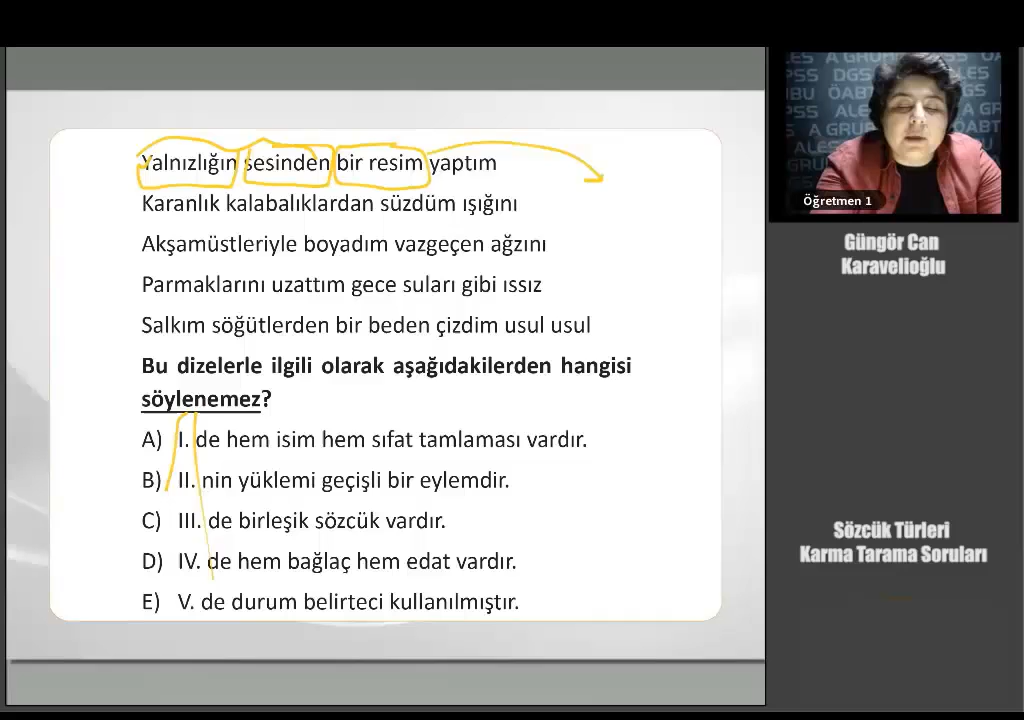 Yalnızlığın sesinden bir resim yaptım
Karanlık kalabalıklardan süzdüm ışığını
Akşamüstleriyle boyadım vazgeçen ağzını
Parmaklarını uzattım gece suları gibi ıssız
Salkım söğütlerden bir beden çizdim usul usul
Bu dizelerle ilgili olarak aşağıdakilerden hangisi
söylenemez?
A) I. de hem isim hem sıfat tamlaması vardır.
B) II. nin yüklemi geçişli bir eylemdir.
C) III. de birleşik sözcük vardır.
D) IV. de hem bağlaç hem edat vardır.
E) V. de durum belirteci kullanılmıştır.
Öğretmen 1
Güngör Can
Karavelioğlu
Sözcük Türleri
Karma Tarama Soruları